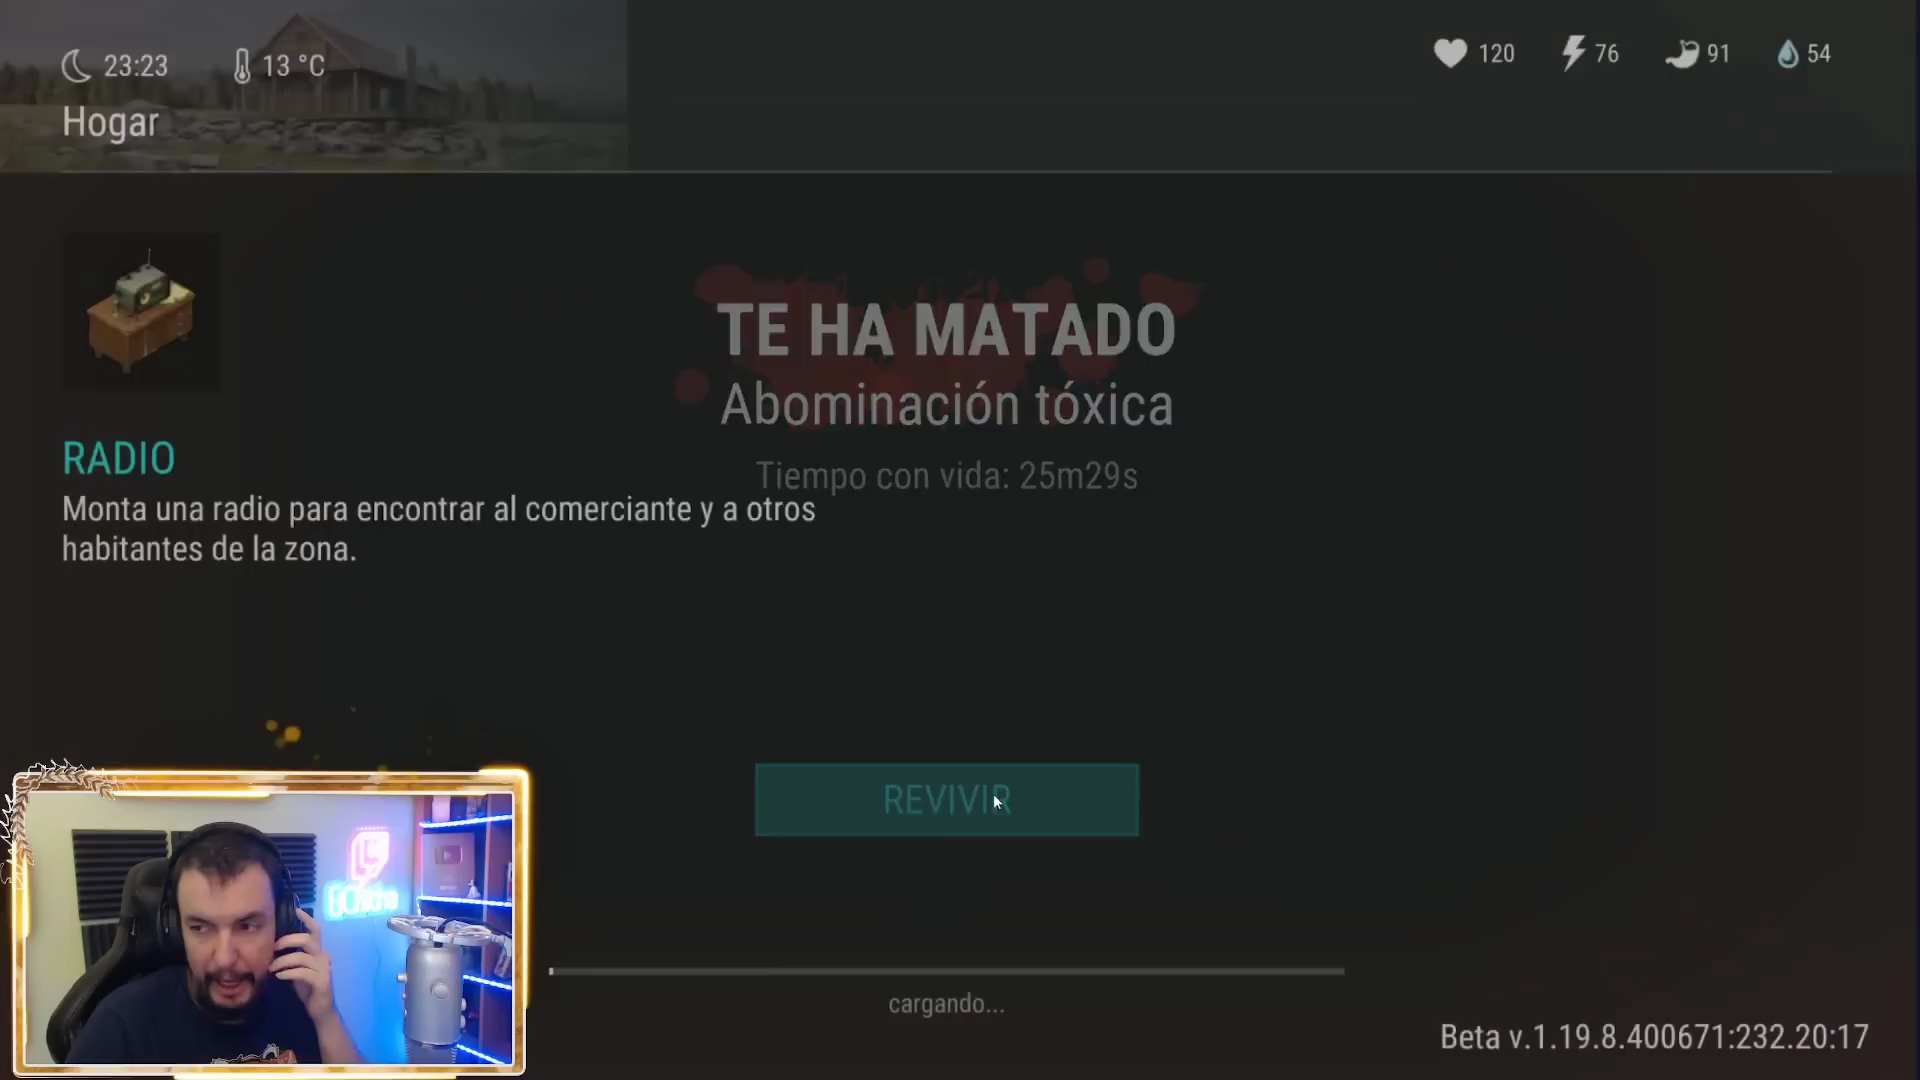 23:23
13 °C
120
76
91
54
Hogar
TE HA MATADO
Abominación tóxica
Tiempo con vida: 25m29s
RADIO
Monta una radio para encontrar al comerciante y a otros
habitantes de la zona.
REVIVIR
cargando...
Beta v.1.19.8.400671:232.20:17